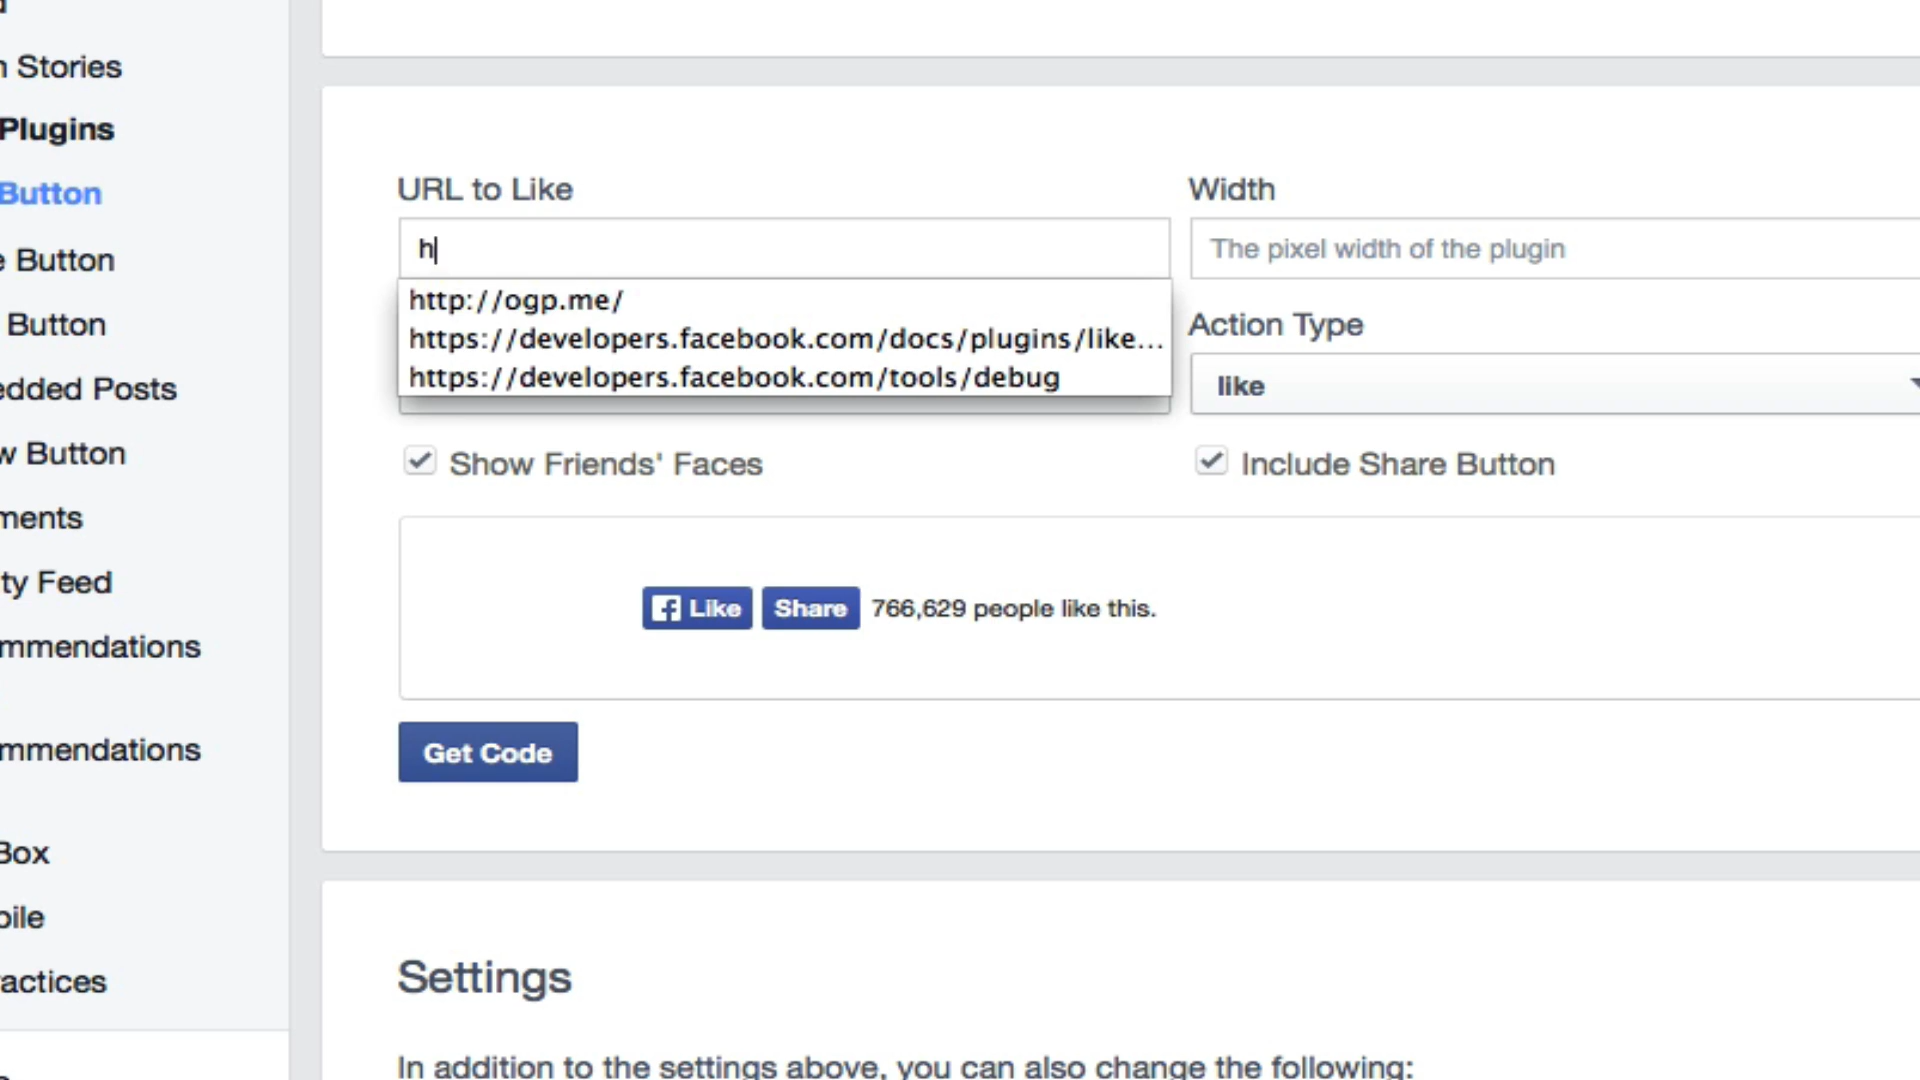 n Stories
Plugins
Button
e Button
Button
edded Posts
w Button
ments
ty Feed
mmendations
mmendations
Box
bile
ractices
URL to Like
h
http://ogp.me/
https://developers.facebook.com/docs/plugins/like...
https://developers.facebook.com/tools/debug
Width
The pixel width of the plugin
Action Type
like
Show Friends' Faces
Include Share Button
Like Share 766,629 people like this.
Get Code
Settings
In addition to the settings above, you can also change the following: